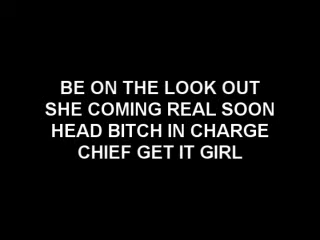 BE ON THE LOOK OUT
SHE COMING REAL SOON
HEAD BITCH IN CHARGE
CHIEF GET IT GIRL